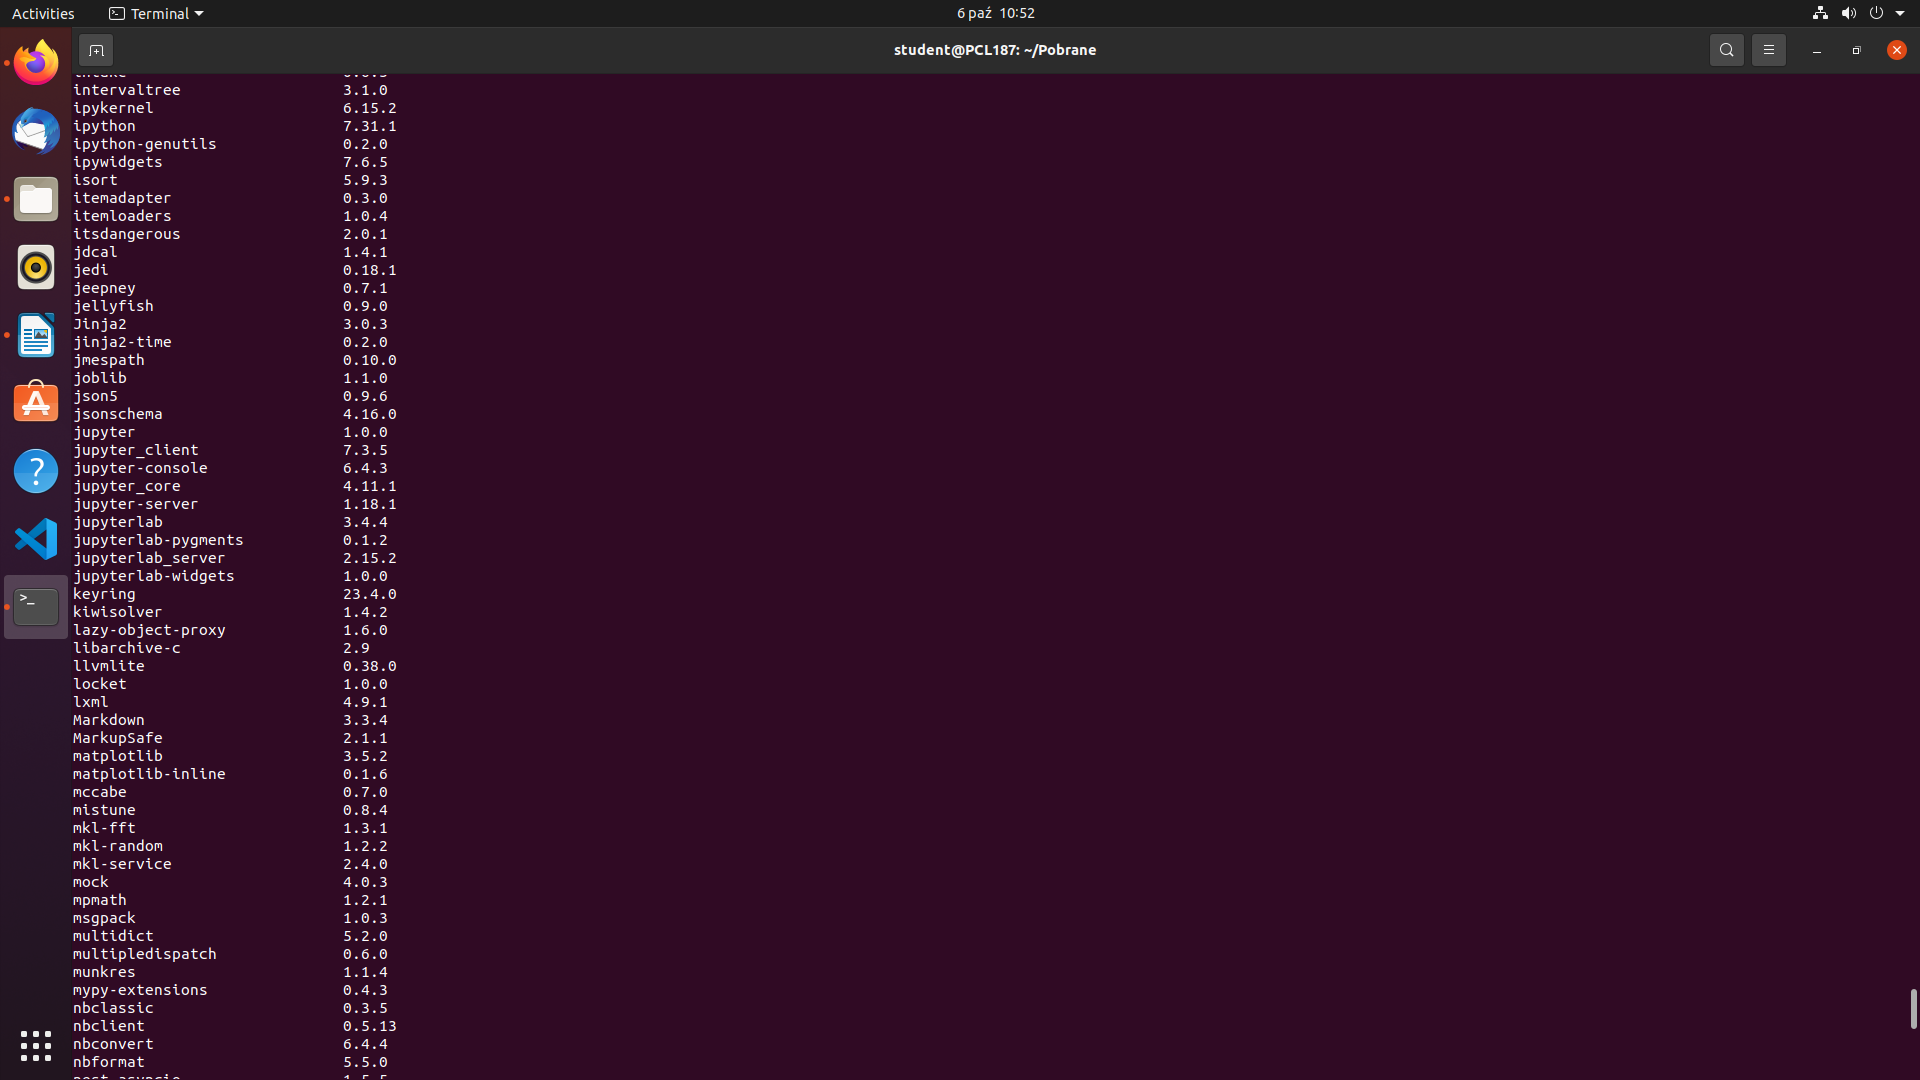 Activities
Terminal
6 paź 10:52
student@PCL187: ~/Pobrane
intervaltree 3.1.0
ipykernel 6.15.2
ipython 7.31.1
ipython-genutils 0.2.0
ipywidgets 7.6.5
isort 5.9.3
itemadapter 0.3.0
itemloaders 1.0.4
itsdangerous 2.0.1
jdcal 1.4.1
jedi 0.18.1
jeepney 0.7.1
jellyfish 0.9.0
Jinja2 3.0.3
jinja2-time 0.2.0
jmespath 0.10.0
joblib 1.1.0
json5 0.9.6
jsonschema 4.16.0
jupyter 1.0.0
jupyter_client 7.3.5
jupyter-console 6.4.3
jupyter_core 4.11.1
jupyter-server 1.18.1
jupyterlab 3.4.4
jupyterlab-pygments 0.1.2
jupyterlab_server 2.15.2
jupyterlab-widgets 1.0.0
keyring 23.4.0
kiwisolver 1.4.2
lazy-object-proxy 1.6.0
libarchive-c 2.9
llvmlite 0.38.0
locket 1.0.0
lxml 4.9.1
Markdown 3.3.4
MarkupSafe 2.1.1
matplotlib 3.5.2
matplotlib-inline 0.1.6
mccabe 0.7.0
mistune 0.8.4
mkl-fft 1.3.1
mkl-random 1.2.2
mkl-service 2.4.0
mock 4.0.3
mpmath 1.2.1
msgpack 1.0.3
multidict 5.2.0
multipledispatch 0.6.0
munkres 1.1.4
mypy-extensions 0.4.3
nbclassic 0.3.5
nbclient 0.5.13
nbconvert 6.4.4
nbformat 5.5.0